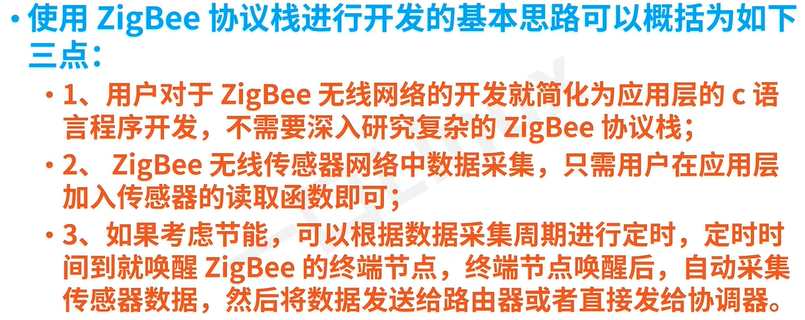 • 使用 ZigBee 协议栈进行开发的基本思路可以概括为如下
三点：
• 1、用户对于 ZigBee 无线网络的开发就简化为应用层的 c 语
言程序开发，不需要深入研究复杂的 ZigBee 协议栈；
• 2、 ZigBee 无线传感器网络中数据采集，只需用户在应用层
加入传感器的读取函数即可；
• 3、如果考虑节能，可以根据数据采集周期进行定时，定时时
间到就唤醒 ZigBee 的终端节点，终端节点唤醒后，自动采集
传感器数据，然后将数据发送给路由器或者直接发给协调器。